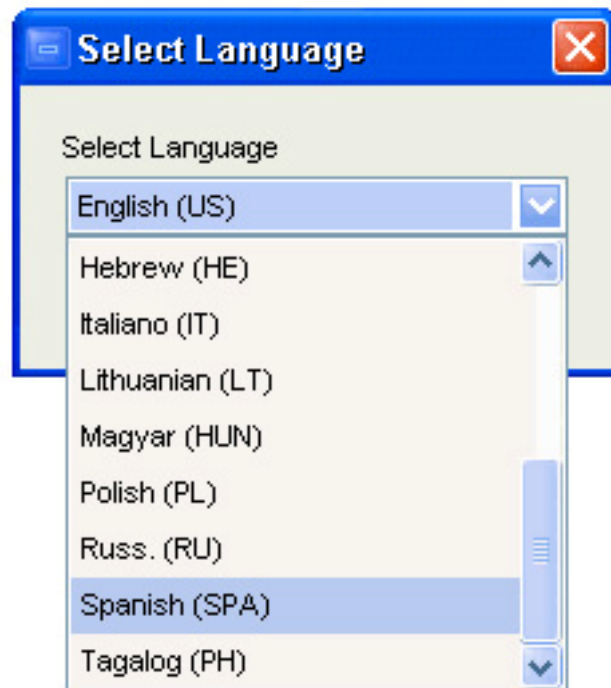 Select Language
Select Language
English (US)
Hebrew (HE)
Italiano (IT)
Lithuanian (LT)
Magyar (HUN)
Polish (PL)
Russ. (RU)
Spanish (SPA)
Tagalog (PH)